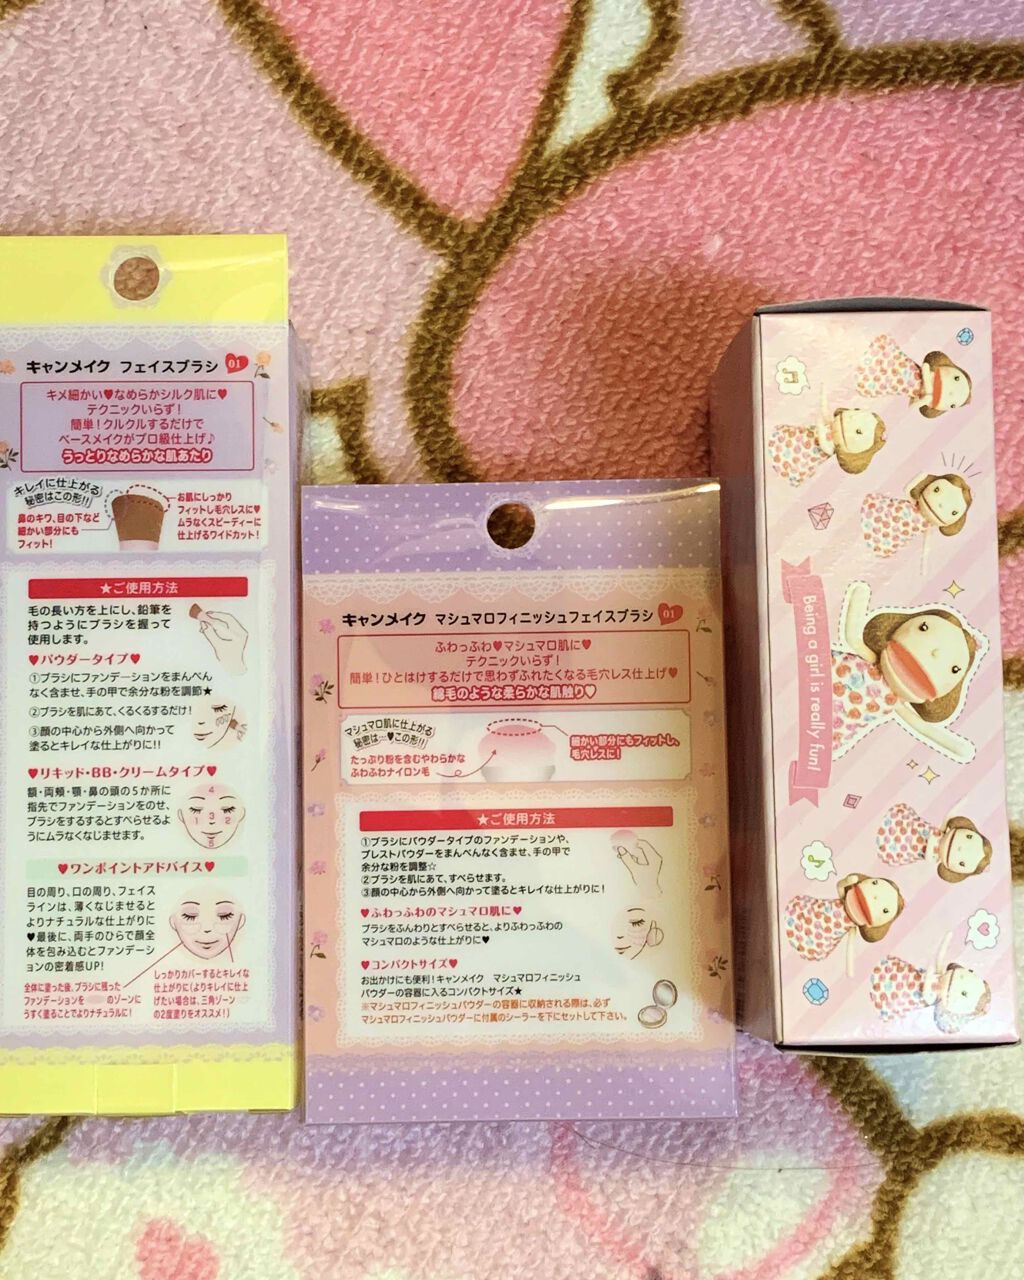 キャンメイク フェイスブラシ 01
キメ細かい♥なめらかシルク肌に♥
テクニックいらず!
簡単!クルクルするだけで
ベースメイクがプロ級仕上げ♪
うっとりなめらかな肌あたり
キレイに仕上がる
秘密はこの形!!
鼻のキワ、目の下など
細かい部分にも
フィット!
お肌にしっかり
フィットし毛穴レスに♥
ムラなくスピーディーに
仕上げるワイドカット!
★ご使用方法
毛の長い方を上にし、鉛筆を
持つようにブラシを握って
使用します。
♥パウダータイプ♥
①ブラシにファンデーションをまんべん
なく含ませ、手の甲で余分な粉を調節★
②ブラシを肌にあて、くるくるするだけ!
③顔の中心から外側へ向かって
塗るとキレイな仕上がりに!!
♥リキッド・BB・クリームタイプ♥
額・両頬・顎・鼻の頭の5か所に
指先でファンデーションをのせ、
ブラシをするするとすべらせるよ
うにムラなくなじませます。
4
1 3 2
5
♥ワンポイントアドバイス♥
目の周り、口の周り、フェイス
ラインは、薄くなじませると
よりナチュラルな仕上がりに
♥最後に、両手のひらで顔全
体を包み込むとファンデーショ
ンの密着感UP!
全体に塗った後、ブラシに残った
ファンデーションを のゾーンに
うすく塗ることでよりナチュラルに!
しっかりカバーするとキレイな
仕上がりに(よりキレイに仕上
げたい場合は、三角ゾーン
の2度塗りをオススメ!)
キャンメイク マシュマロフィニッシュフェイスブラシ 01
ふわっふわ♥マシュマロ肌に♥
テクニックいらず!
簡単!ひとはけするだけで思わずふれたくなる毛穴レス仕上げ♥
綿毛のような柔らかな肌触り♥
マシュマロ肌に仕上がる
秘密は…♥この形!!
たっぷり粉を含むやわらかな
ふわふわナイロン毛
細かい部分にもフィットし、
毛穴レスに!
★ご使用方法
①ブラシにパウダータイプのファンデーションや、
プレストパウダーをまんべんなく含ませ、手の甲で
余分な粉を調整☆
②ブラシを肌にあて、すべらせます。
③顔の中心から外側へ向かって塗るとキレイな仕上がりに!
♥ふわっふわのマシュマロ肌に♥
ブラシをふんわりとすべらせると、よりふわっふわの
マシュマロのような仕上がりに♥
♥コンパクトサイズ♥
お出かけにも便利!キャンメイク マシュマロフィニッシュ
パウダーの容器に入るコンパクトサイズ★
※マシュマロフィニッシュパウダーの容器に収納される際は、必ず
マシュマロフィニッシュパウダーに付属のシーラーを下にセットして下さい。
Being a girl is really fun!